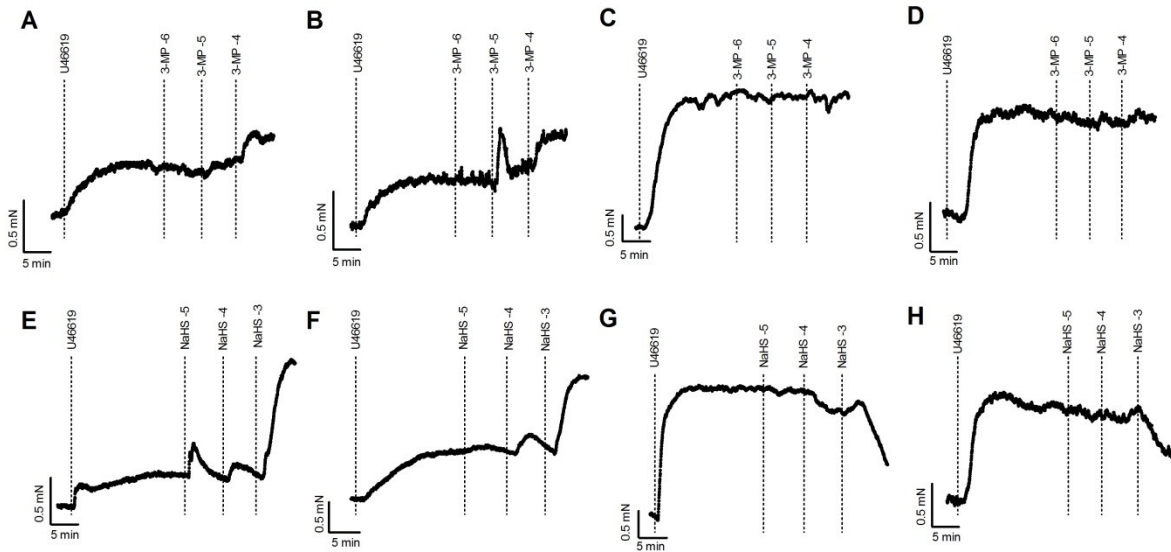 A
U46619
3-MP -6
3-MP -5
3-MP -4
0.5 mN
5 min
B
U46619
3-MP -6
3-MP -5
3-MP -4
0.5 mN
5 min
C
U46619
3-MP -6
3-MP -5
3-MP -4
0.5 mN
5 min
D
U46619
3-MP -6
3-MP -5
3-MP -4
0.5 mN
5 min
E
U46619
NaHS -5
NaHS -4
NaHS -3
0.5 mN
5 min
F
U46619
NaHS -5
NaHS -4
NaHS -3
0.5 mN
5 min
G
U46619
NaHS -5
NaHS -4
NaHS -3
0.5 mN
5 min
H
U46619
NaHS -5
NaHS -4
NaHS -3
0.5 mN
5 min